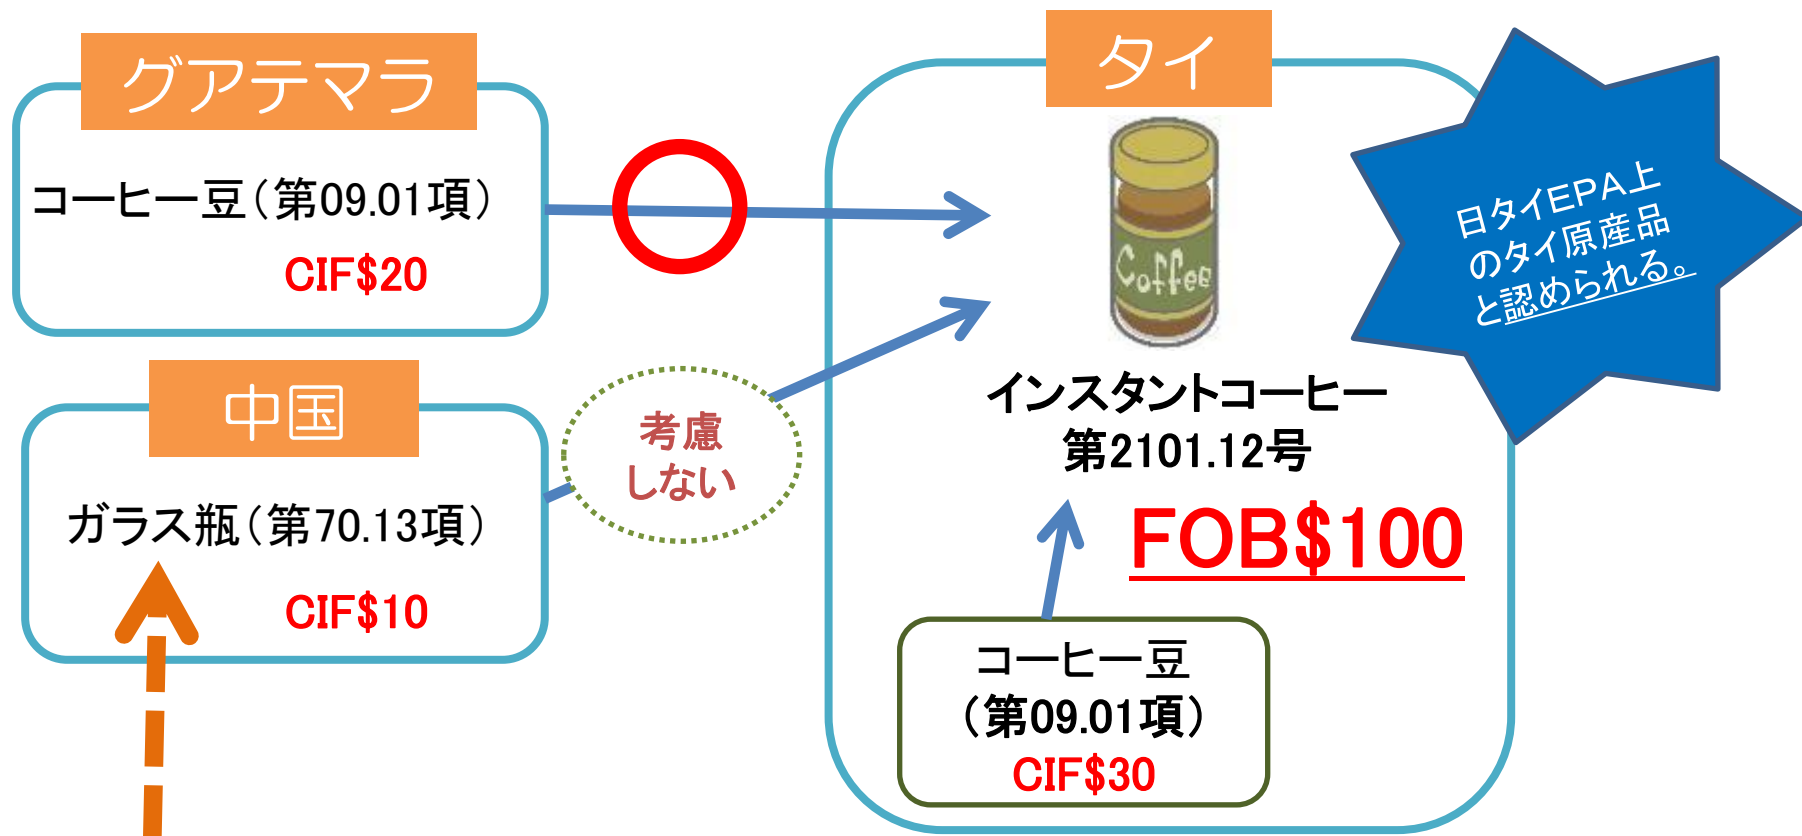 グアテマラ
コーヒー豆（第09.01項）
CIF$20
中国
ガラス瓶（第70.13項）
CIF$10
考慮
しない
タイ
Coffee
インスタントコーヒー
第2101.12号
FOB$100
コーヒー豆
（第09.01項）
CIF$30
日タイEPA上
のタイ原産品
と認められる。